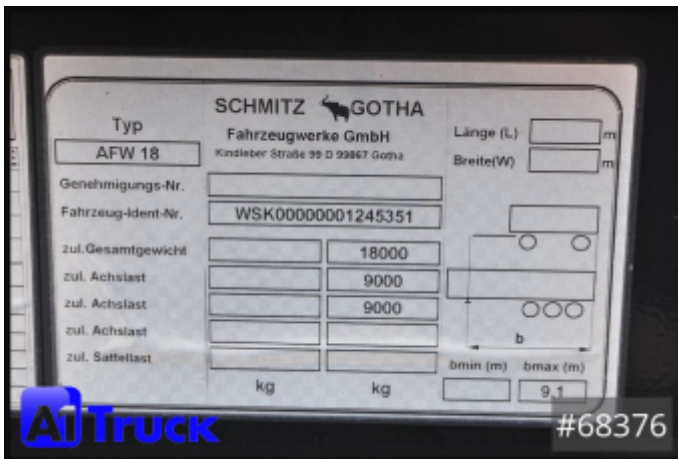 SCHMITZ GOTHA
Fahrzeugwerke GmbH
Kindleber Straße 99 D 99867 Gotha
Typ
AFW 18
Länge (L) m
Breite(W) m
Genehmigungs-Nr.
Fahrzeug-Ident-Nr. WSK00000001245351
zul.Gesamtgewicht 18000
zul. Achslast 9000
zul. Achslast 9000
zul. Achslast
zul. Sattellast
kg kg
b
bmin (m) bmax (m)
9,1
A1 Truck
#68376